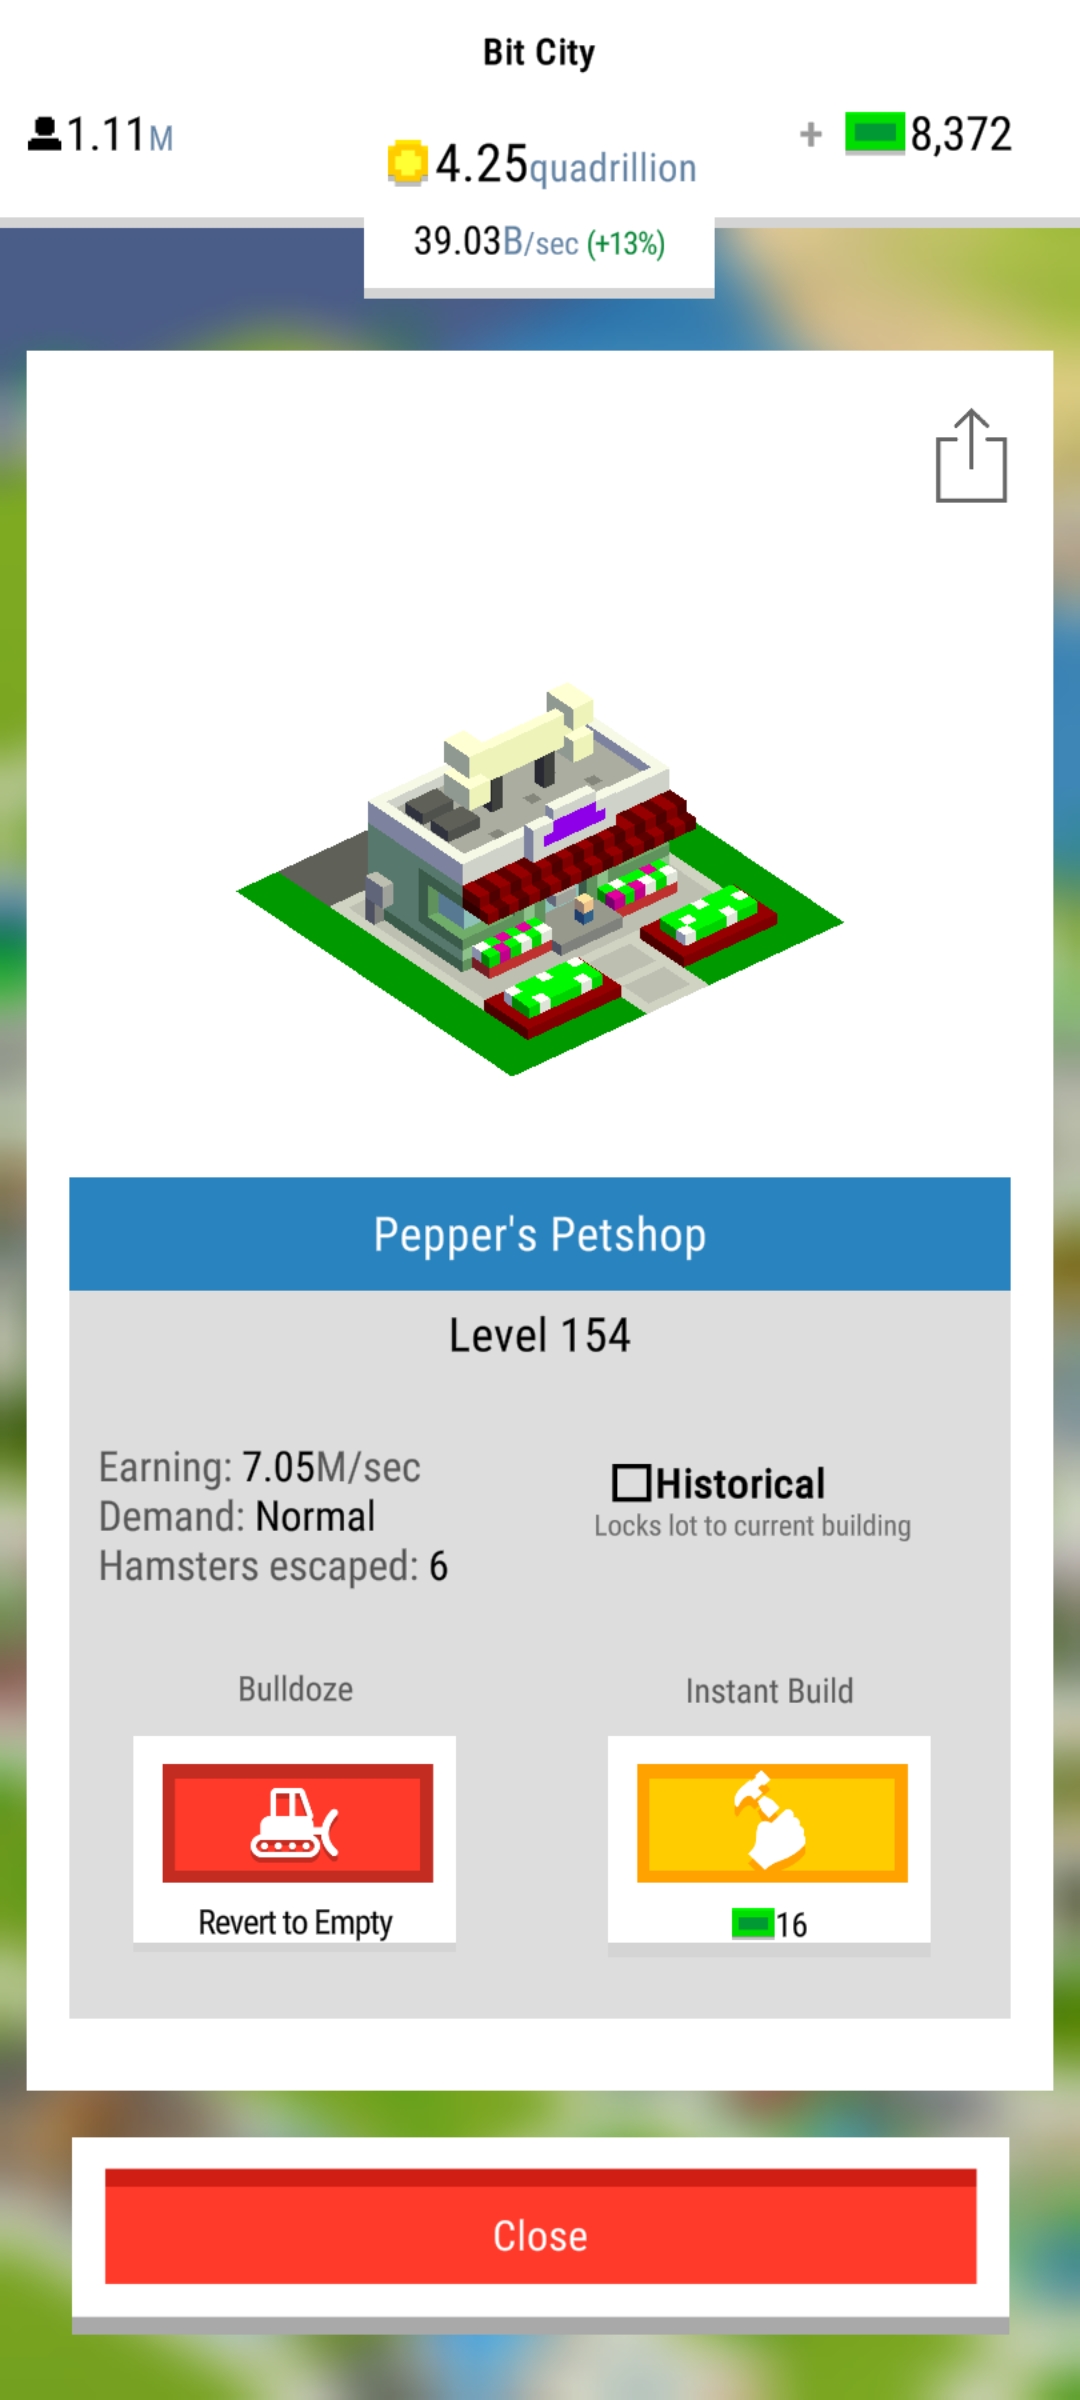 Bit City
1.11M
4.25quadrillion
+ 8,372
39.03B/sec (+13%)
Pepper's Petshop
Level 154
Earning: 7.05M/sec
Demand: Normal
Hamsters escaped: 6
Historical
Locks lot to current building
Bulldoze
Revert to Empty
Instant Build
16
Close